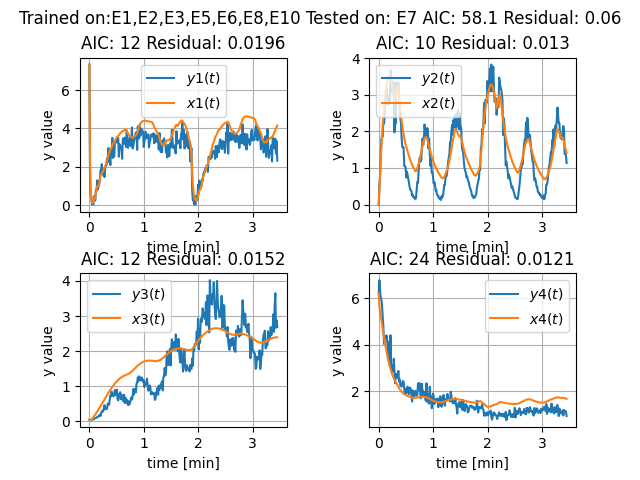 Trained on:E1,E2,E3,E5,E6,E8,E10 Tested on: E7 AIC: 58.1 Residual: 0.06
AIC: 12 Residual: 0.0196
y value
6
4
2
0
y1(t)
x1(t)
0
1
2
3
time [min]
AIC: 10 Residual: 0.013
y value
4
3
2
1
0
y2(t)
x2(t)
0
1
2
3
time [min]
AIC: 12 Residual: 0.0152
y value
4
3
2
1
0
y3(t)
x3(t)
0
1
2
3
time [min]
AIC: 24 Residual: 0.0121
y value
6
4
2
y4(t)
x4(t)
0
1
2
3
time [min]